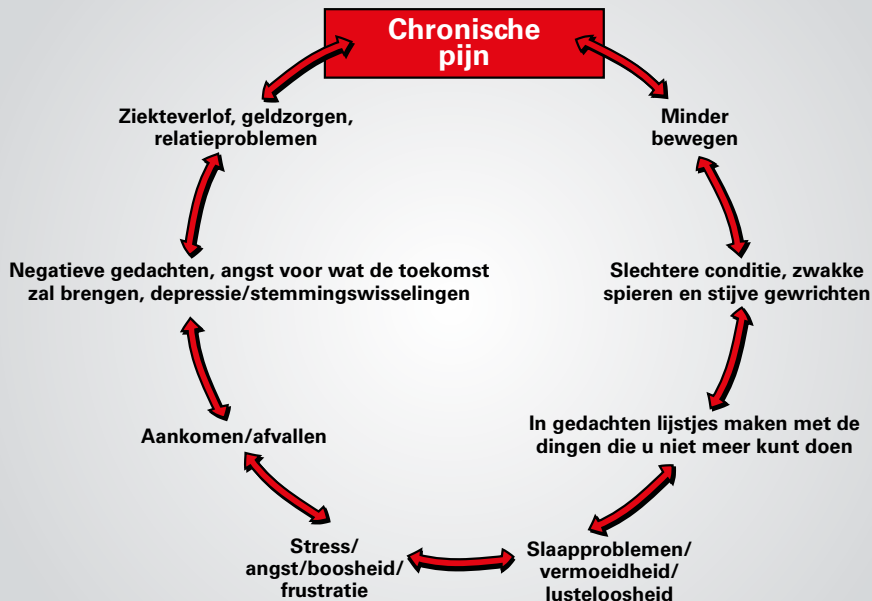 Chronische
pijn
Minder
bewegen
Slechtere conditie, zwakke
spieren en stijve gewrichten
In gedachten lijstjes maken met de
dingen die u niet meer kunt doen
Slaapproblemen/
vermoeidheid/
lusteloosheid
Stress/
angst/boosheid/
frustratie
Aankomen/afvallen
Negatieve gedachten, angst voor wat de toekomst
zal brengen, depressie/stemmingswisselingen
Ziekteverlof, geldzorgen,
relatieproblemen